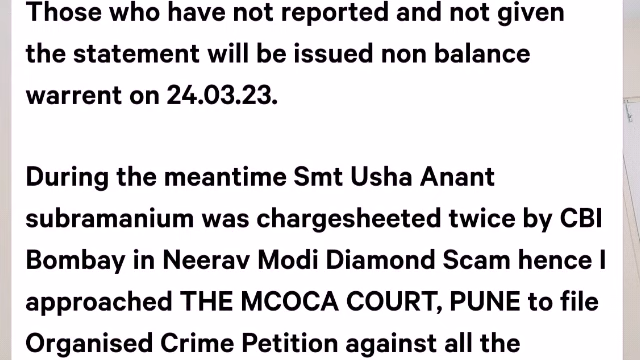 Those who have not reported and not given
the statement will be issued non balance
warrent on 24.03.23.
During the meantime Smt Usha Anant
subramanium was chargesheeted twice by CBI
Bombay in Neerav Modi Diamond Scam hence I
approached THE MCOCA COURT, PUNE to file
Organised Crime Petition against all the